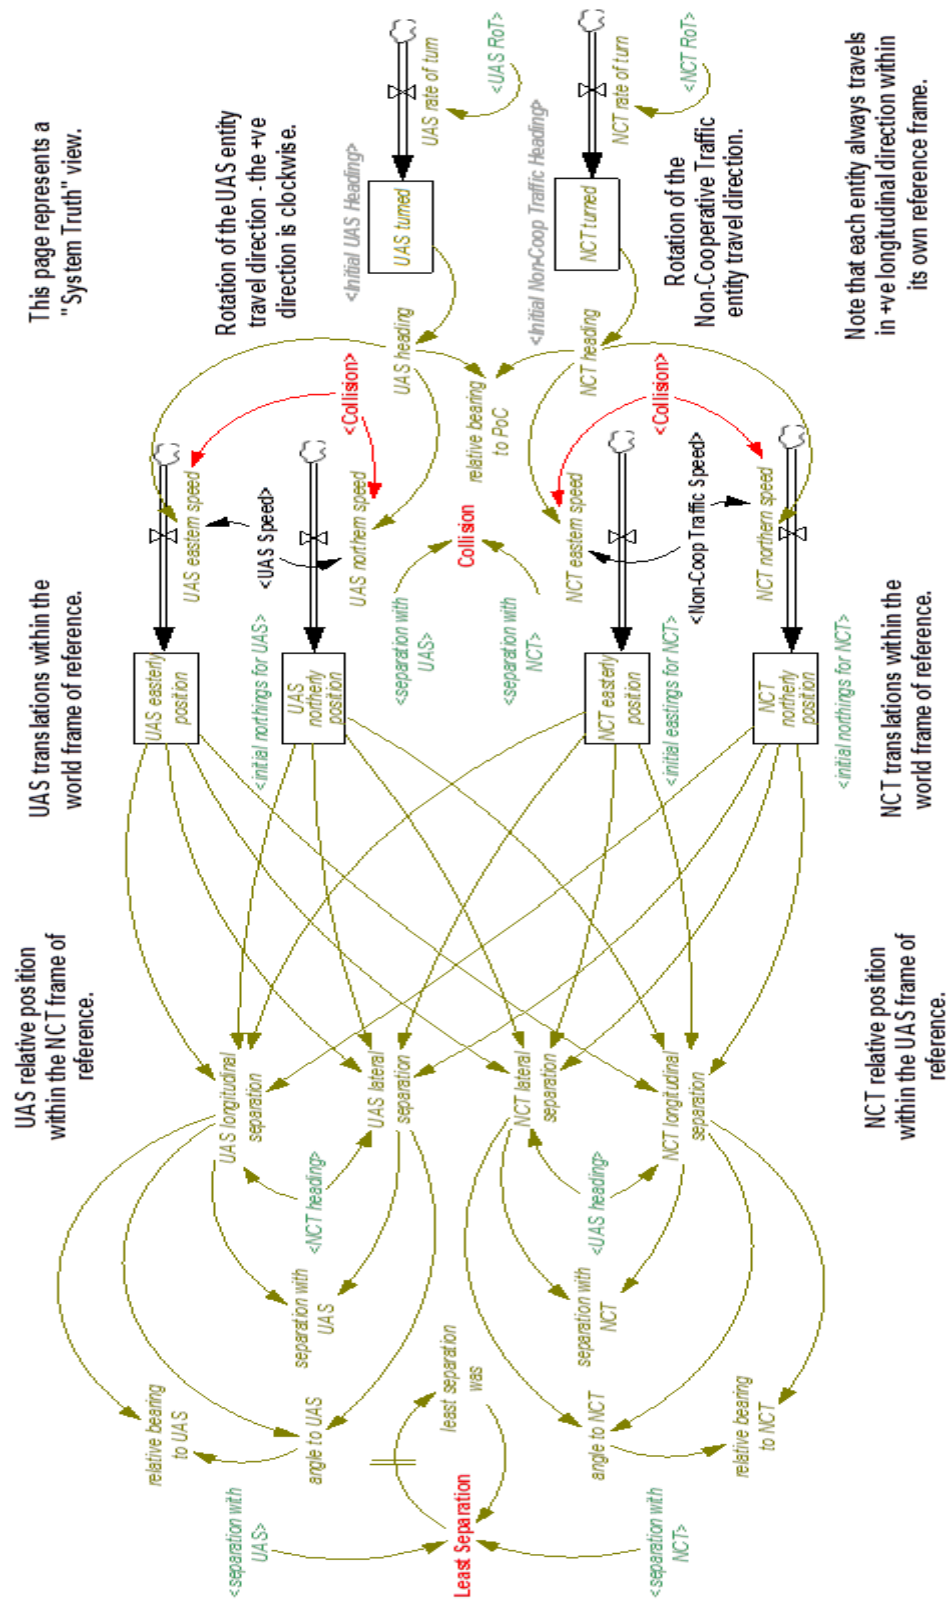 This page represents a
"System Truth" view.
Rotation of the UAS entity
travel direction - the +ve
direction is clockwise.
<Initial UAS Heading>
UAS turned
UAS rate of turn
<UAS RoT>
<Initial Non-Coop Traffic Heading>
NCT turned
NCT rate of turn
<NCT RoT>
Rotation of the
Non-Cooperative Traffic
entity travel direction.
Note that each entity always travels
in +ve longitudinal direction within
its own reference frame.
UAS heading
<Collision>
relative bearing
to PoC
NCT heading
<Collision>
UAS eastern speed
<UAS Speed>
UAS northern speed
Collision
NCT eastern speed
<Non-Coop Traffic Speed>
NCT northern speed
UAS translations within the
world frame of reference.
UAS easterly
position
<initial northings for UAS>
UAS
northerly
position
<separation with
UAS>
<separation with
NCT>
NCT easterly
position
<initial eastings for NCT>
NCT
northerly
position
<initial northings for NCT>
NCT translations within the
world frame of reference.
UAS relative position
within the NCT frame of
reference.
UAS longitudinal
separation
UAS lateral
separation
NCT lateral
separation
NCT longitudinal
separation
NCT relative position
within the UAS frame of
reference.
<NCT heading>
<UAS heading>
separation with
UAS
separation with
NCT
relative bearing
to UAS
angle to UAS
least separation
was
angle to NCT
relative bearing
to NCT
<separation with
UAS>
Least Separation
<separation with
NCT>